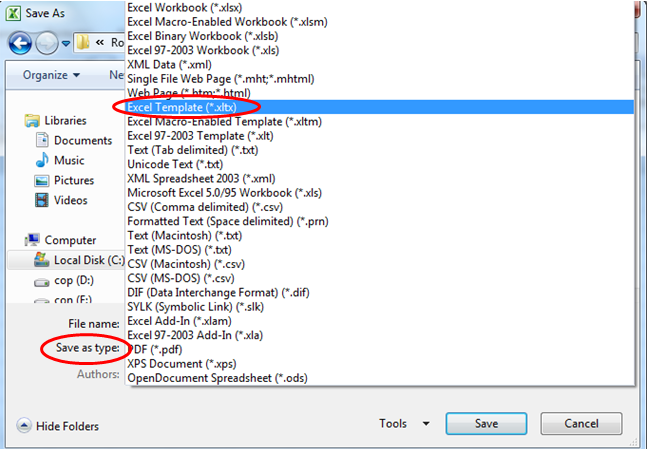 Save As
Excel Workbook (*.xlsx)
Excel Macro-Enabled Workbook (*.xlsm)
Excel Binary Workbook (*.xlsb)
« Ro
Excel 97-2003 Workbook (*.xls)
XML Data (*.xml)
Organize
Ne
Single File Web Page (*.mht;*.mhtml)
Web Page (*.htm;*.html)
Excel Template (*.xltx)
Libraries
Excel Macro-Enabled Template (*.xltm)
Documents
Excel 97-2003 Template (*.xlt)
Text (Tab delimited) (*.txt)
Music
Unicode Text (*.txt)
Pictures
XML Spreadsheet 2003 (*.xml)
Microsoft Excel 5.0/95 Workbook (*.xls)
Videos
CSV (Comma delimited) (*.csv)
Formatted Text (Space delimited) (*.prn)
Computer
Text (Macintosh) (*.txt)
Text (MS-DOS) (*.txt)
Local Disk (C:)
CSV (Macintosh) (*.csv)
cop (D:)
CSV (MS-DOS) (*.csv)
DIF (Data Interchange Format) (*.dif)
cop (E:)
SYLK (Symbolic Link) (*.slk)
File name:
Excel Add-In (*.xlam)
Excel 97-2003 Add-In (*.xla)
Save as type:
PDF (*.pdf)
XPS Document (*.xps)
Authors:
OpenDocument Spreadsheet (*.ods)
Hide Folders
Tools
Save
Cancel